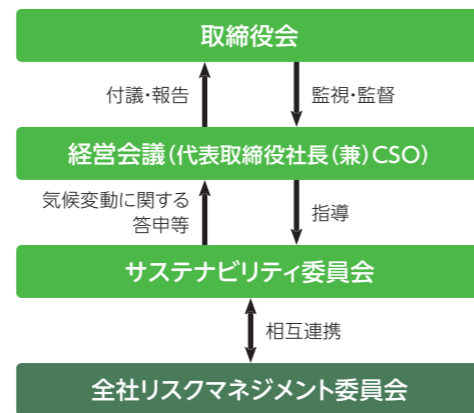 取締役会
付議・報告
監視・監督
経営会議(代表取締役社長(兼)CSO)
気候変動に関する
答申等
指導
サステナビリティ委員会
相互連携
全社リスクマネジメント委員会